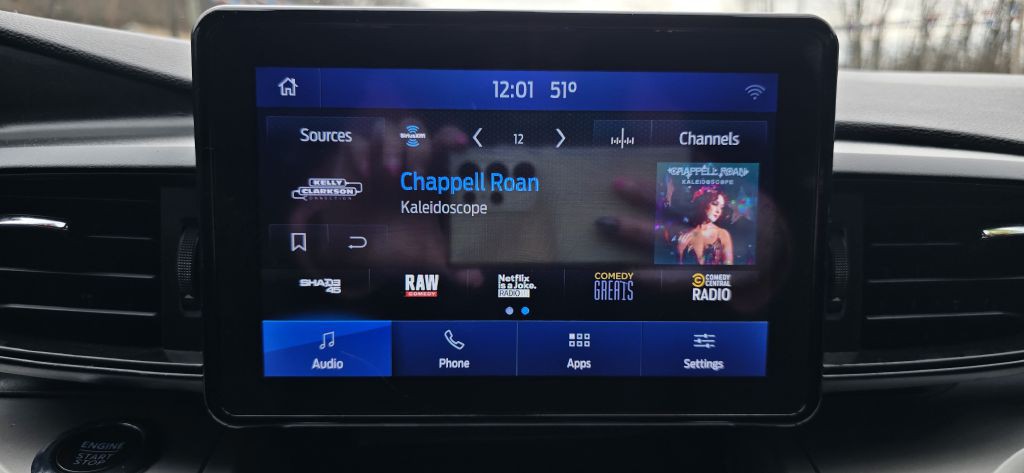 12:01 51°
Sources
SiriusXM
12
Channels
KELLY
CLARKSON
CONNECTION
Chappell Roan
Kaleidoscope
CHAPPELL ROAN
KALEIDOSCOPE
SHADE
45
RAW
COMEDY
Netflix
is a Joke.
RADIO
COMEDY
GREATS
COMEDY
CENTRAL
RADIO
Audio
Phone
Apps
Settings
ENGINE
START
STOP